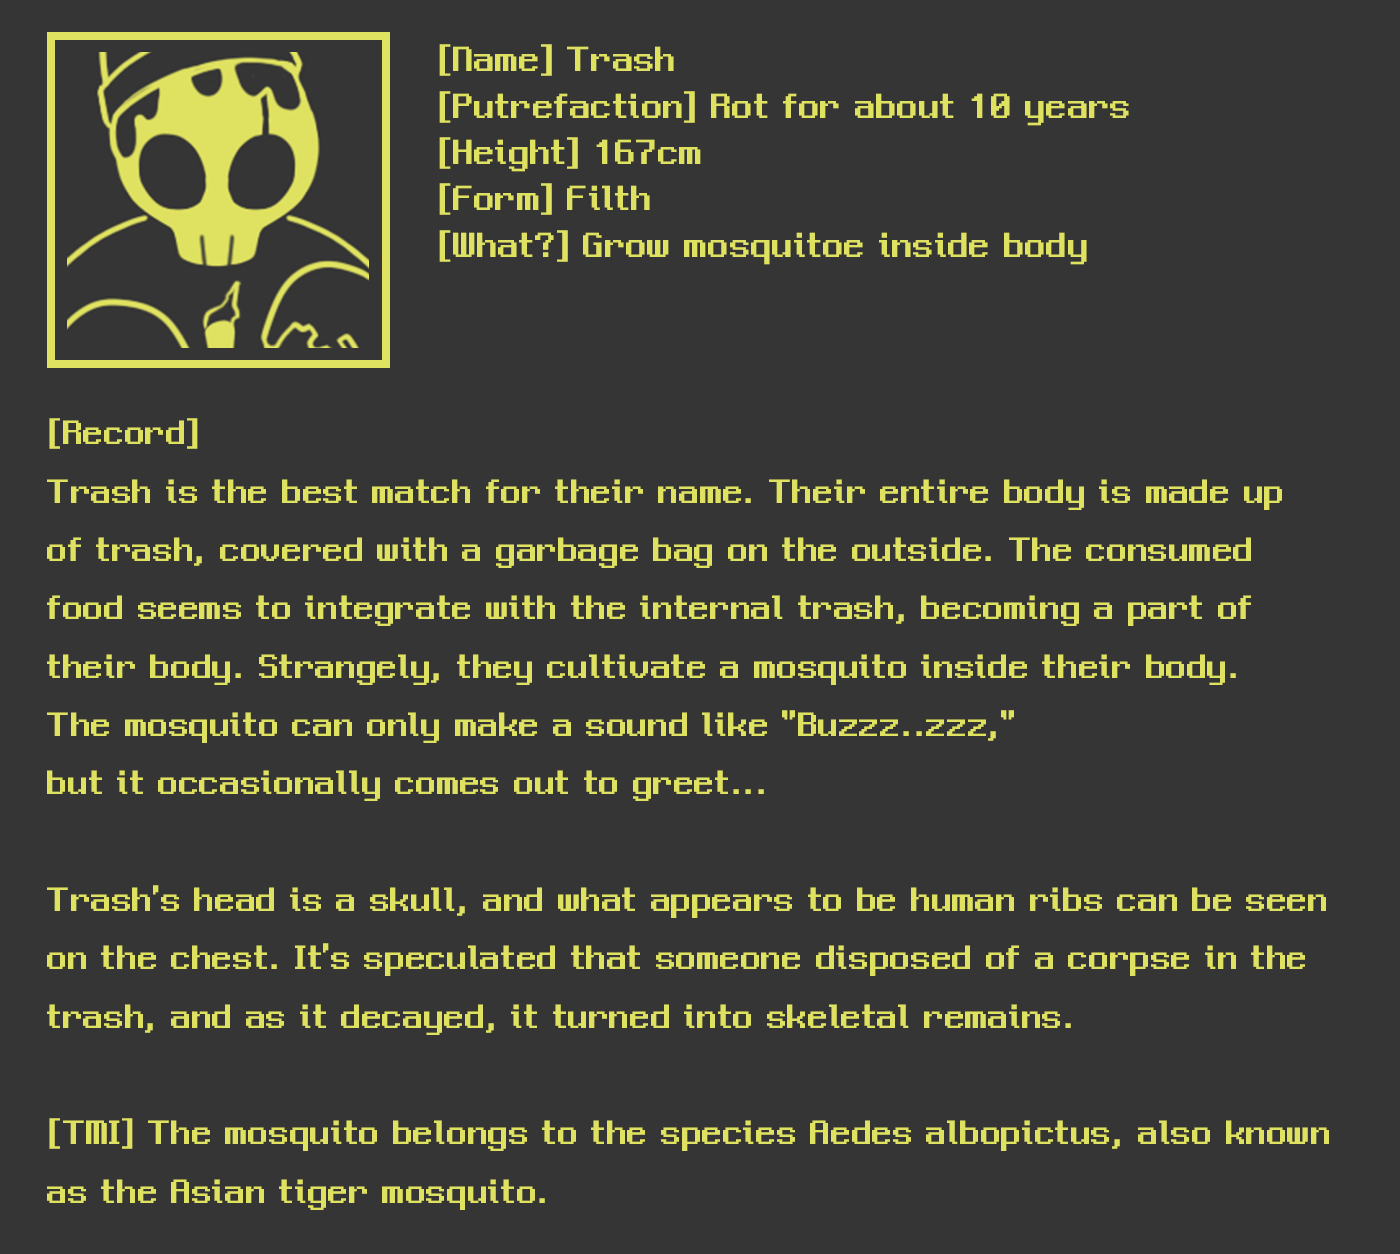 [Name] Trash
[Putrefaction] Rot for about 10 years
[Height] 167cm
[Form] Filth
[What?] Grow mosquitoe inside body
[Record]
Trash is the best match for their name. Their entire body is made up
of trash, covered with a garbage bag on the outside. The consumed
food seems to integrate with the internal trash, becoming a part of
their body. Strangely, they cultivate a mosquito inside their body.
The mosquito can only make a sound like "Buzzz..zzz,"
but it occasionally comes out to greet...
Trash's head is a skull, and what appears to be human ribs can be seen
on the chest. It's speculated that someone disposed of a corpse in the
trash, and as it decayed, it turned into skeletal remains.
[TMI] The mosquito belongs to the species Aedes albopictus, also known
as the Asian tiger mosquito.